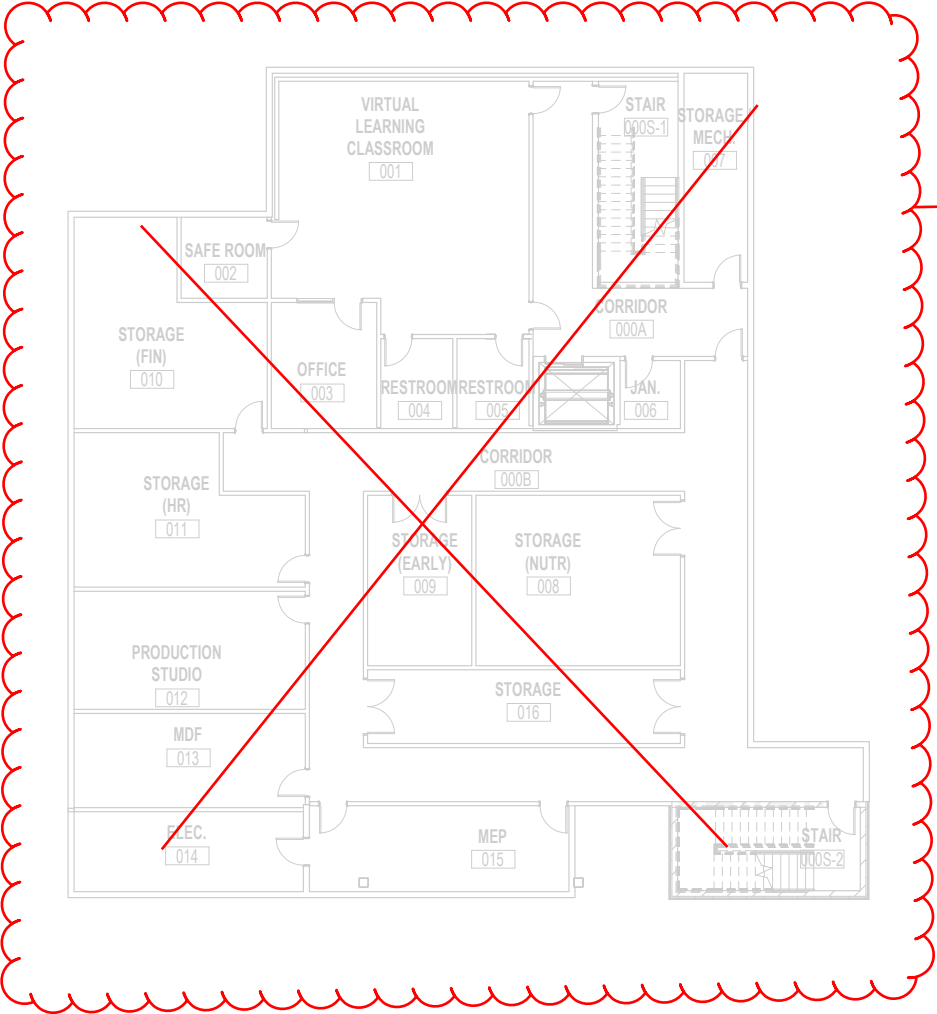 VIRTUAL
LEARNING
CLASSROOM
001
STAIR
000S-1
STORAGE
MECH.
007
SAFE ROOM
002
CORRIDOR
000A
STORAGE
(FIN)
010
OFFICE
003
RESTROOM
004
RESTROOM
005
JAN.
006
CORRIDOR
000B
STORAGE
(HR)
011
STORAGE
(EARLY)
009
STORAGE
(NUTR)
008
PRODUCTION
STUDIO
012
STORAGE
016
MDF
013
ELEC.
014
MEP
015
STAIR
000S-2